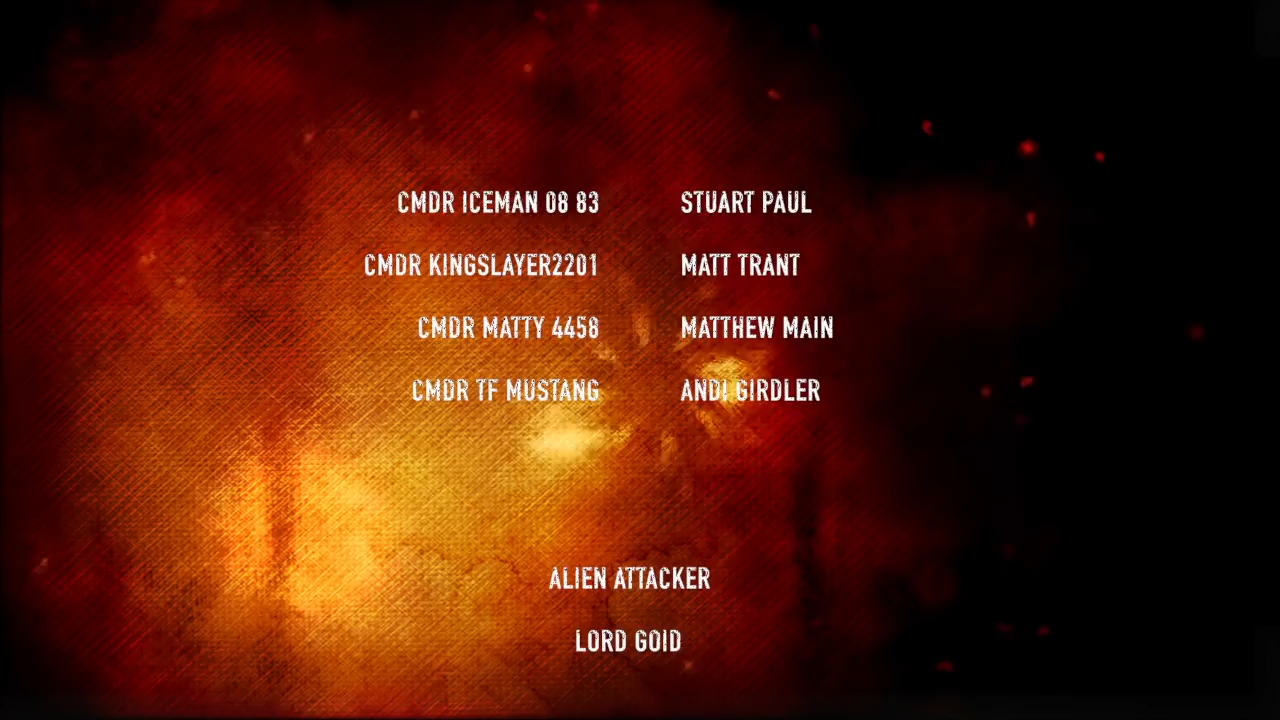 CMDR ICEMAN 08 83 STUART PAUL
CMDR KINGSLAYER2201 MATT TRANT
CMDR MATTY 4458 MATTHEW MAIN
CMDR TF MUSTANG ANDI GIRDLER
ALIEN ATTACKER
LORD GOID